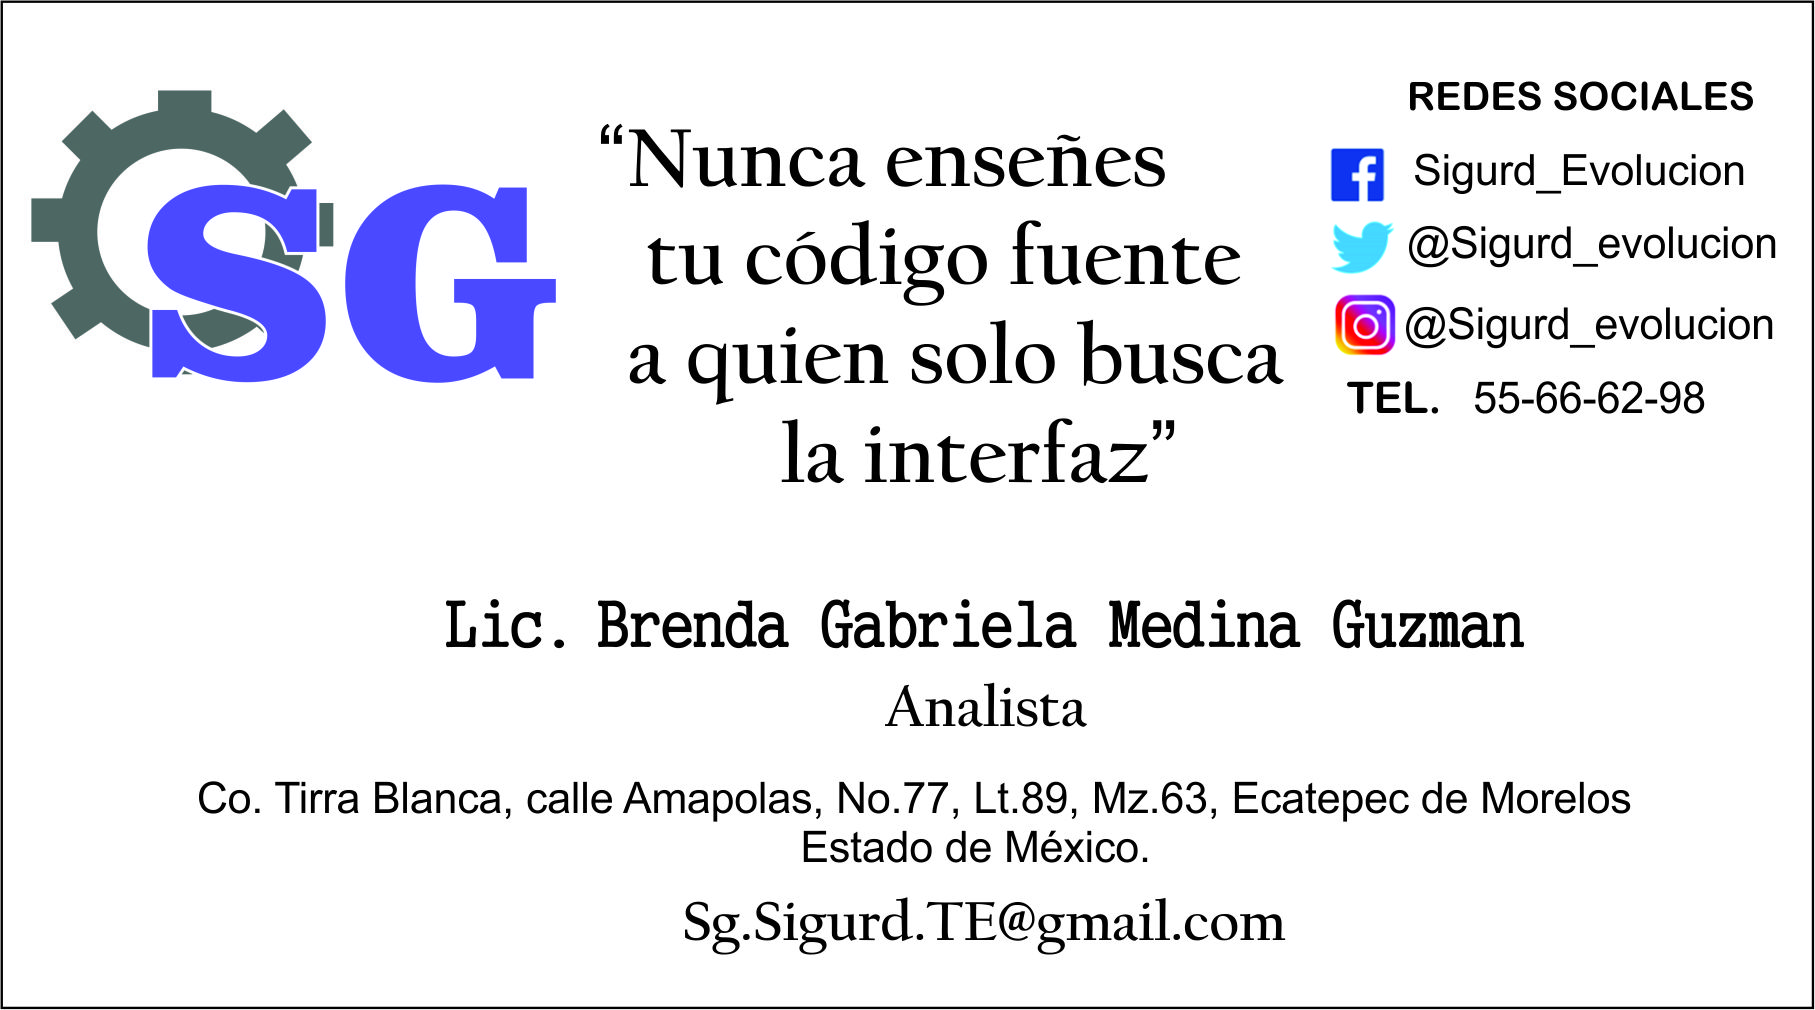 SG
“Nunca enseñes
tu código fuente
a quien solo busca
la interfaz”
REDES SOCIALES
Sigurd_Evolucion
@Sigurd_evolucion
@Sigurd_evolucion
TEL. 55-66-62-98
Lic. Brenda Gabriela Medina Guzman
Analista
Co. Tirra Blanca, calle Amapolas, No.77, Lt.89, Mz.63, Ecatepec de Morelos
Estado de México.
Sg.Sigurd.TE@gmail.com